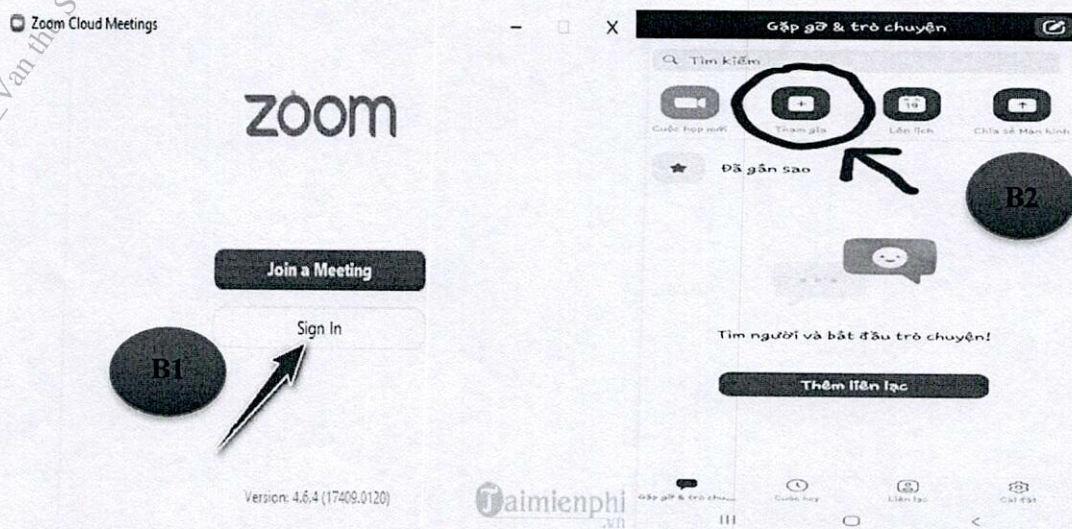 Zoom Cloud Meetings
zoom
Join a Meeting
Sign In
B1
Version: 4.6.4 (17409.0120)
Taimienphi
.vn
Gặp gỡ & trò chuyện
Tìm kiếm
19
Cuộc họp mới
Tham gia
Lên lịch
Chia sẻ Màn hình
Đã gắn sao
B2
Tìm người và bắt đầu trò chuyện!
Thêm liên lạc
Gặp gỡ & trò chu...
Cuộc họp
Liên lạc
Cài đặt